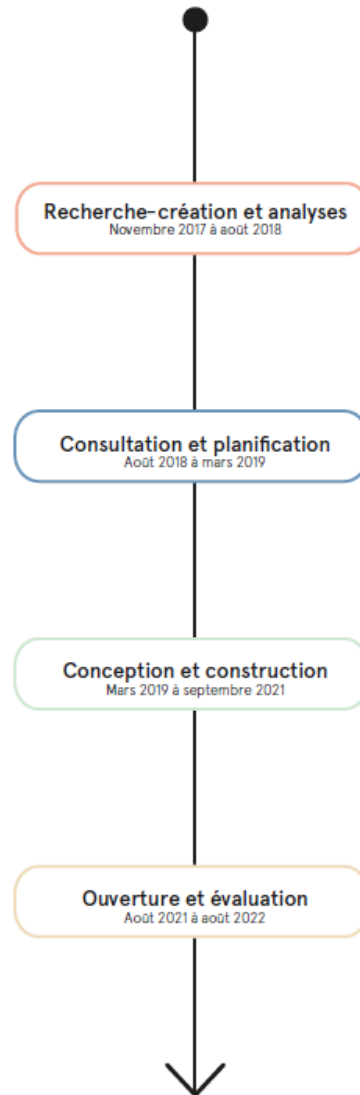 Recherche-création et analyses
Novembre 2017 à août 2018
Consultation et planification
Août 2018 à mars 2019
Conception et construction
Mars 2019 à septembre 2021
Ouverture et évaluation
Août 2021 à août 2022